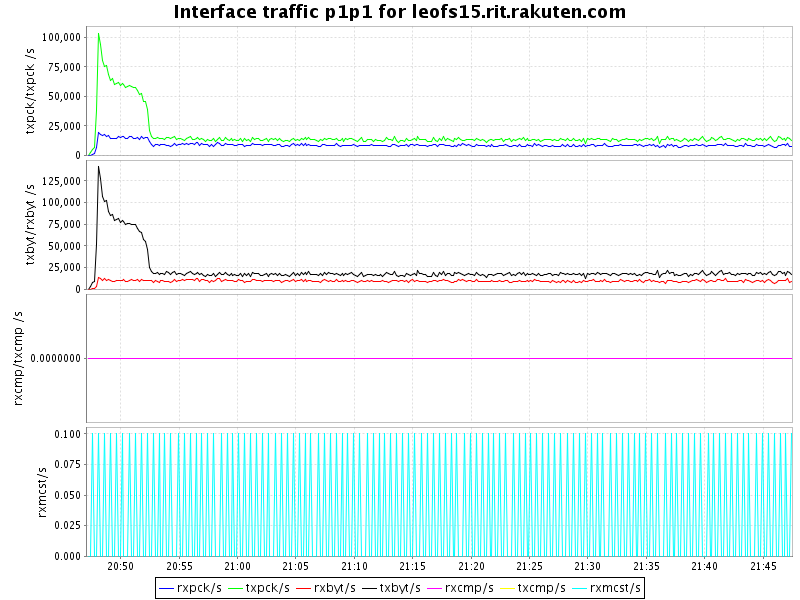 Interface traffic p1p1 for leofs15.rit.rakuten.com
txpck/txpck /s
100,000
75,000
50,000
25,000
0
txbyt/rxbyt /s
125,000
100,000
75,000
50,000
25,000
0
rxcmp/txcmp /s
0.0000000
rxmcst/s
0.100
0.075
0.050
0.025
0.000
20:50 20:55 21:00 21:05 21:10 21:15 21:20 21:25 21:30 21:35 21:40 21:45
rxpck/s txpck/s rxbyt/s txbyt/s rxcmp/s txcmp/s rxmcst/s